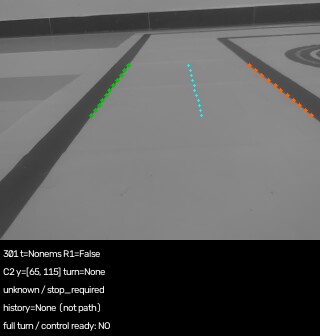 301 t=Nonems R1=False
C2 y=[65, 115] turn=None
unknown / stop_required
history=None (not path)
full turn / control ready: NO